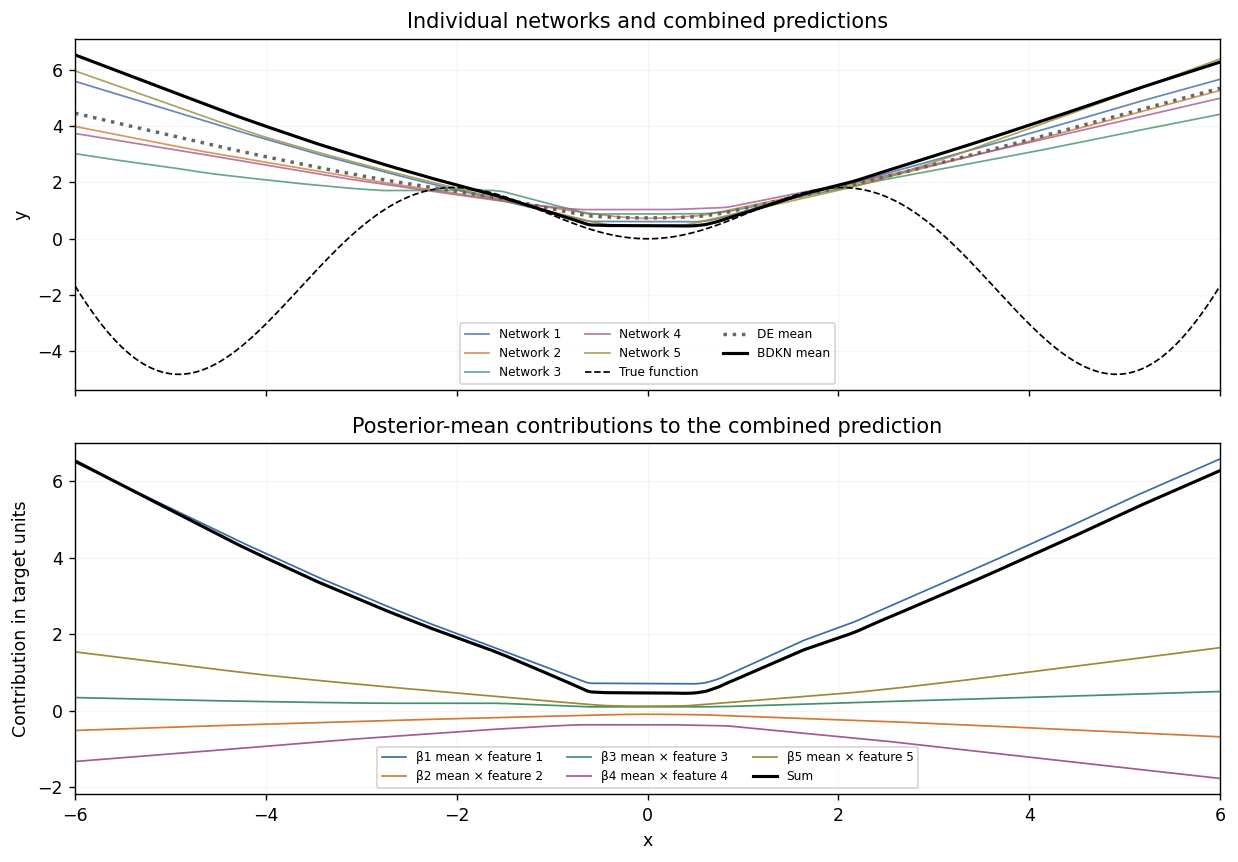 Individual networks and combined predictions
6
4
2
0
−2
−4
y
Network 1
Network 2
Network 3
Network 4
Network 5
True function
DE mean
BDKN mean
Posterior-mean contributions to the combined prediction
6
4
2
0
−2
Contribution in target units
β1 mean × feature 1
β2 mean × feature 2
β3 mean × feature 3
β4 mean × feature 4
β5 mean × feature 5
Sum
−6 −4 −2 0 2 4 6
x